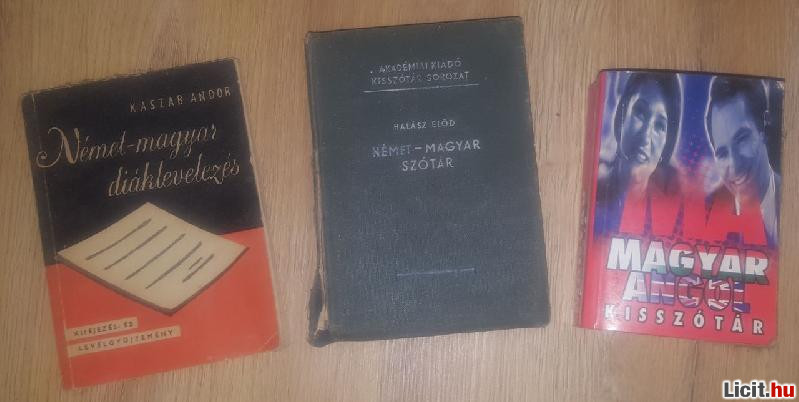 KASZAB ANDOR
Német-magyar
diáklevelezés
KIFEJEZÉS- ÉS
LEVÉLGYŰJTEMÉNY
AKADÉMIAI KIADÓ
KISSZÓTÁR SOROZAT
HALÁSZ ELŐD
NÉMET-MAGYAR
SZÓTÁR
MA
MAGYAR
ANGOL
KISSZÓTÁR
Licit.hu